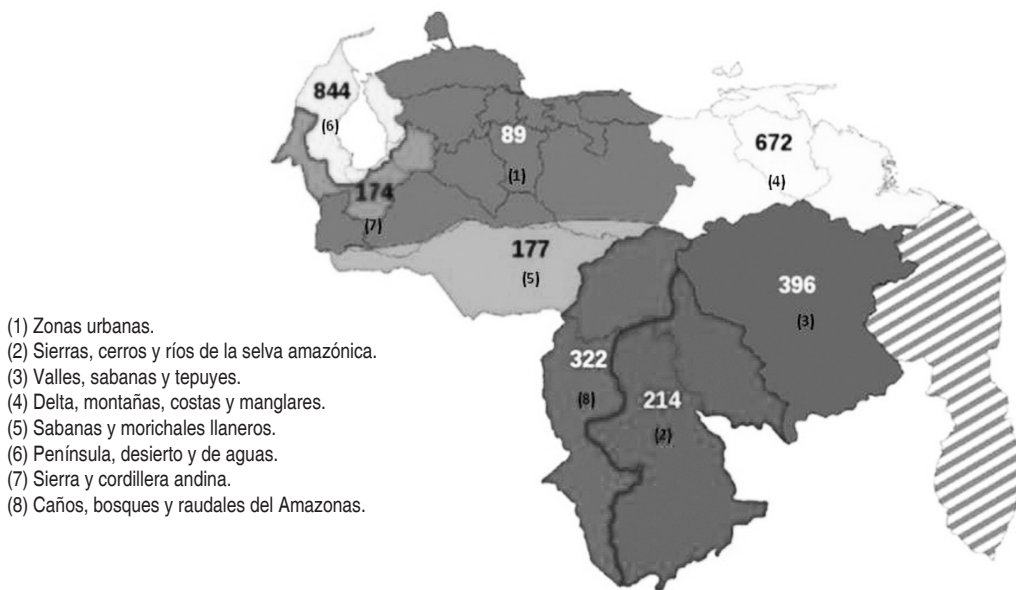 844
(6)
89
(1)
672
(4)
174
(7)
177
(5)
396
(3)
322
(8)
214
(2)
(1) Zonas urbanas.
(2) Sierras, cerros y ríos de la selva amazónica.
(3) Valles, sabanas y tepuyes.
(4) Delta, montañas, costas y manglares.
(5) Sabanas y morichales llaneros.
(6) Península, desierto y de aguas.
(7) Sierra y cordillera andina.
(8) Caños, bosques y raudales del Amazonas.